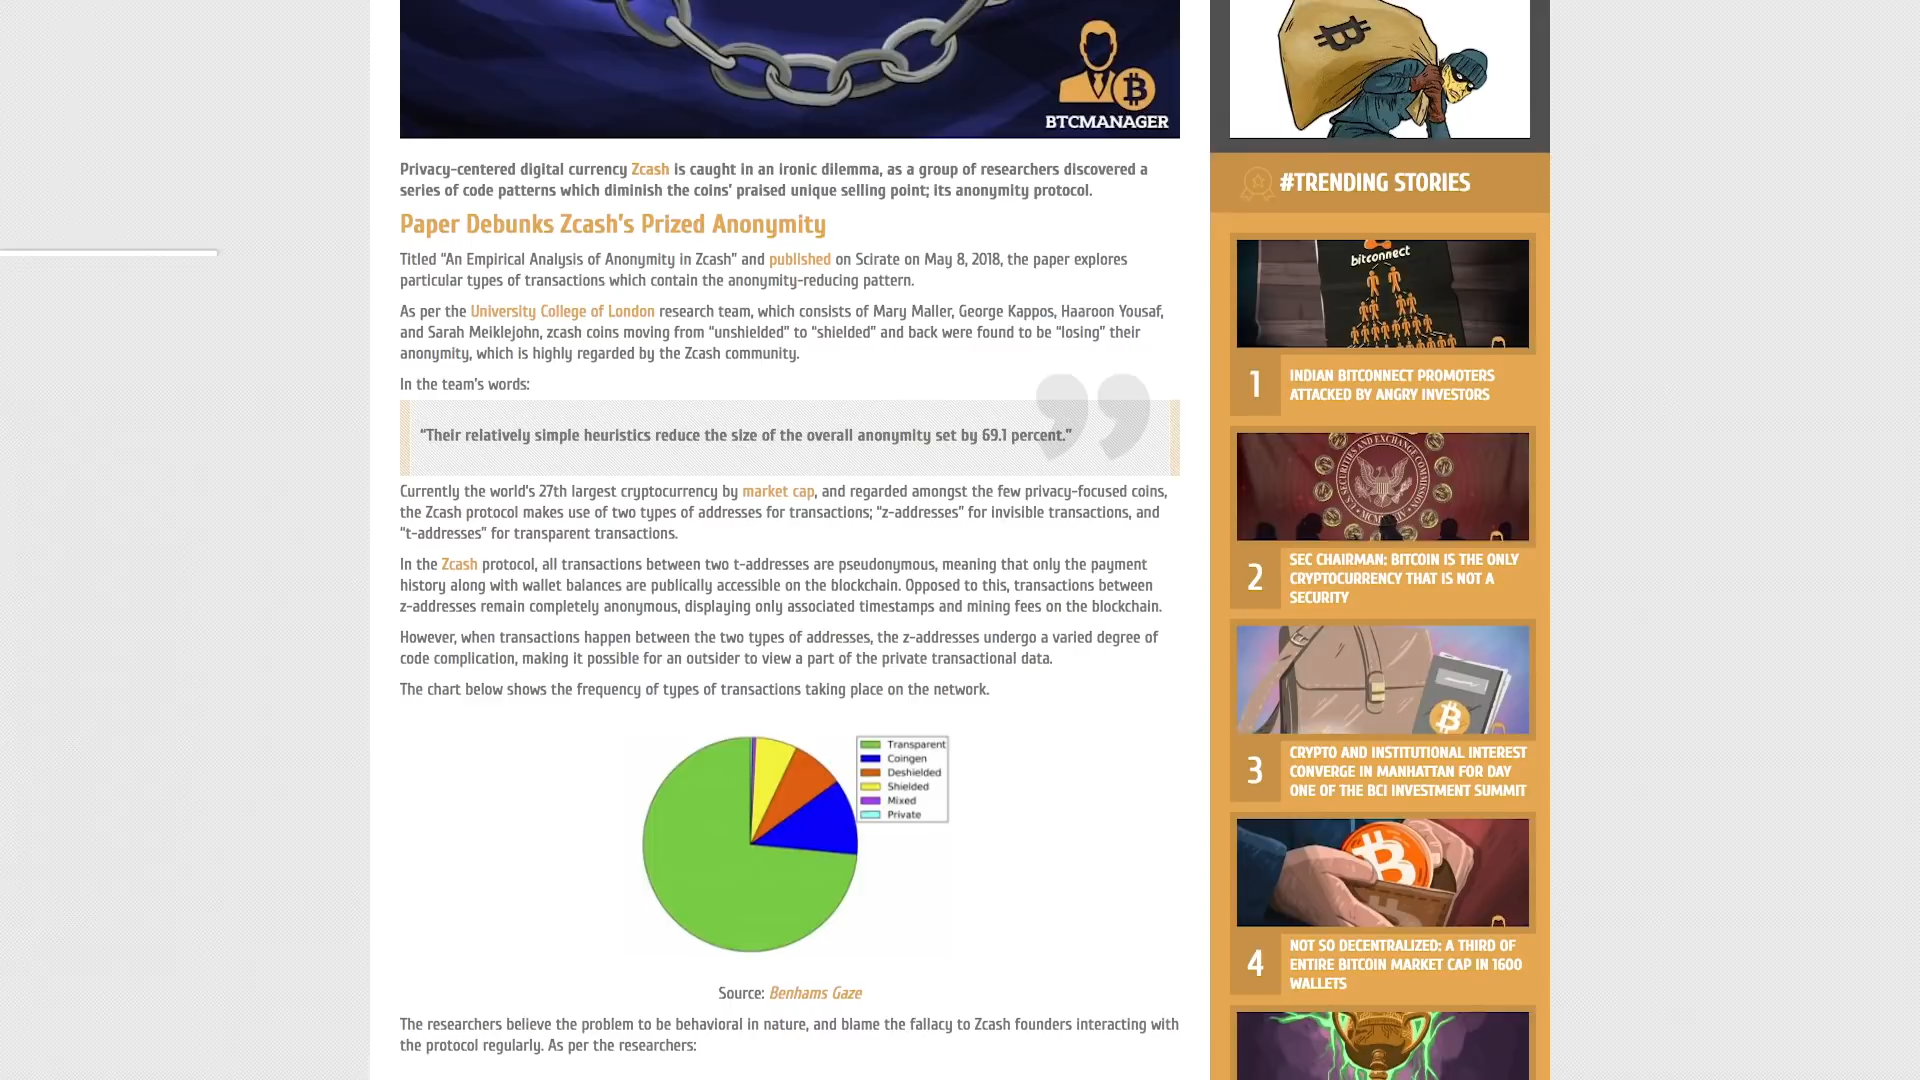 BTCMANAGER
Privacy-centered digital currency Zcash is caught in an ironic dilemma, as a group of researchers discovered a
series of code patterns which diminish the coins’ praised unique selling point; its anonymity protocol.
Paper Debunks Zcash’s Prized Anonymity
Titled “An Empirical Analysis of Anonymity in Zcash” and published on Scirate on May 8, 2018, the paper explores
particular types of transactions which contain the anonymity-reducing pattern.
As per the University College of London research team, which consists of Mary Maller, George Kappos, Haaroon Yousaf,
and Sarah Meiklejohn, zcash coins moving from “unshielded” to “shielded” and back were found to be “losing” their
anonymity, which is highly regarded by the Zcash community.
In the team’s words:
“Their relatively simple heuristics reduce the size of the overall anonymity set by 69.1 percent.”
Currently the world’s 27th largest cryptocurrency by market cap, and regarded amongst the few privacy-focused coins,
the Zcash protocol makes use of two types of addresses for transactions; “z-addresses” for invisible transactions, and
“t-addresses” for transparent transactions.
In the Zcash protocol, all transactions between two t-addresses are pseudonymous, meaning that only the payment
history along with wallet balances are publically accessible on the blockchain. Opposed to this, transactions between
z-addresses remain completely anonymous, displaying only associated timestamps and mining fees on the blockchain.
However, when transactions happen between the two types of addresses, the z-addresses undergo a varied degree of
code complication, making it possible for an outsider to view a part of the private transactional data.
The chart below shows the frequency of types of transactions taking place on the network.
Transparent
Coingen
Deshielded
Shielded
Mixed
Private
Source: Benhams Gaze
The researchers believe the problem to be behavioral in nature, and blame the fallacy to Zcash founders interacting with
the protocol regularly. As per the researchers:
#TRENDING STORIES
bitconnect
1
INDIAN BITCONNECT PROMOTERS
ATTACKED BY ANGRY INVESTORS
SECURITIES AND EXCHANGE COMMISSION
2
SEC CHAIRMAN: BITCOIN IS THE ONLY
CRYPTOCURRENCY THAT IS NOT A
SECURITY
3
CRYPTO AND INSTITUTIONAL INTEREST
CONVERGE IN MANHATTAN FOR DAY
ONE OF THE BCI INVESTMENT SUMMIT
4
NOT SO DECENTRALIZED: A THIRD OF
ENTIRE BITCOIN MARKET CAP IN 1600
WALLETS